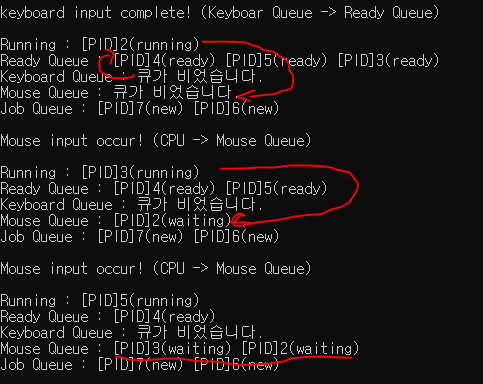 keyboard input complete! (Keyboar Queue -> Ready Queue)
Running : [PID]2(running)
Ready Queue : [PID]4(ready) [PID]5(ready) [PID]3(ready)
Keyboard Queue : 큐가 비었습니다.
Mouse Queue : 큐가 비었습니다.
Job Queue : [PID]7(new) [PID]6(new)
Mouse input occur! (CPU -> Mouse Queue)
Running : [PID]3(running)
Ready Queue : [PID]4(ready) [PID]5(ready)
Keyboard Queue : 큐가 비었습니다.
Mouse Queue : [PID]2(waiting)
Job Queue : [PID]7(new) [PID]6(new)
Mouse input occur! (CPU -> Mouse Queue)
Running : [PID]5(running)
Ready Queue : [PID]4(ready)
Keyboard Queue : 큐가 비었습니다.
Mouse Queue : [PID]3(waiting) [PID]2(waiting)
Job Queue : [PID]7(new) [PID]6(new)